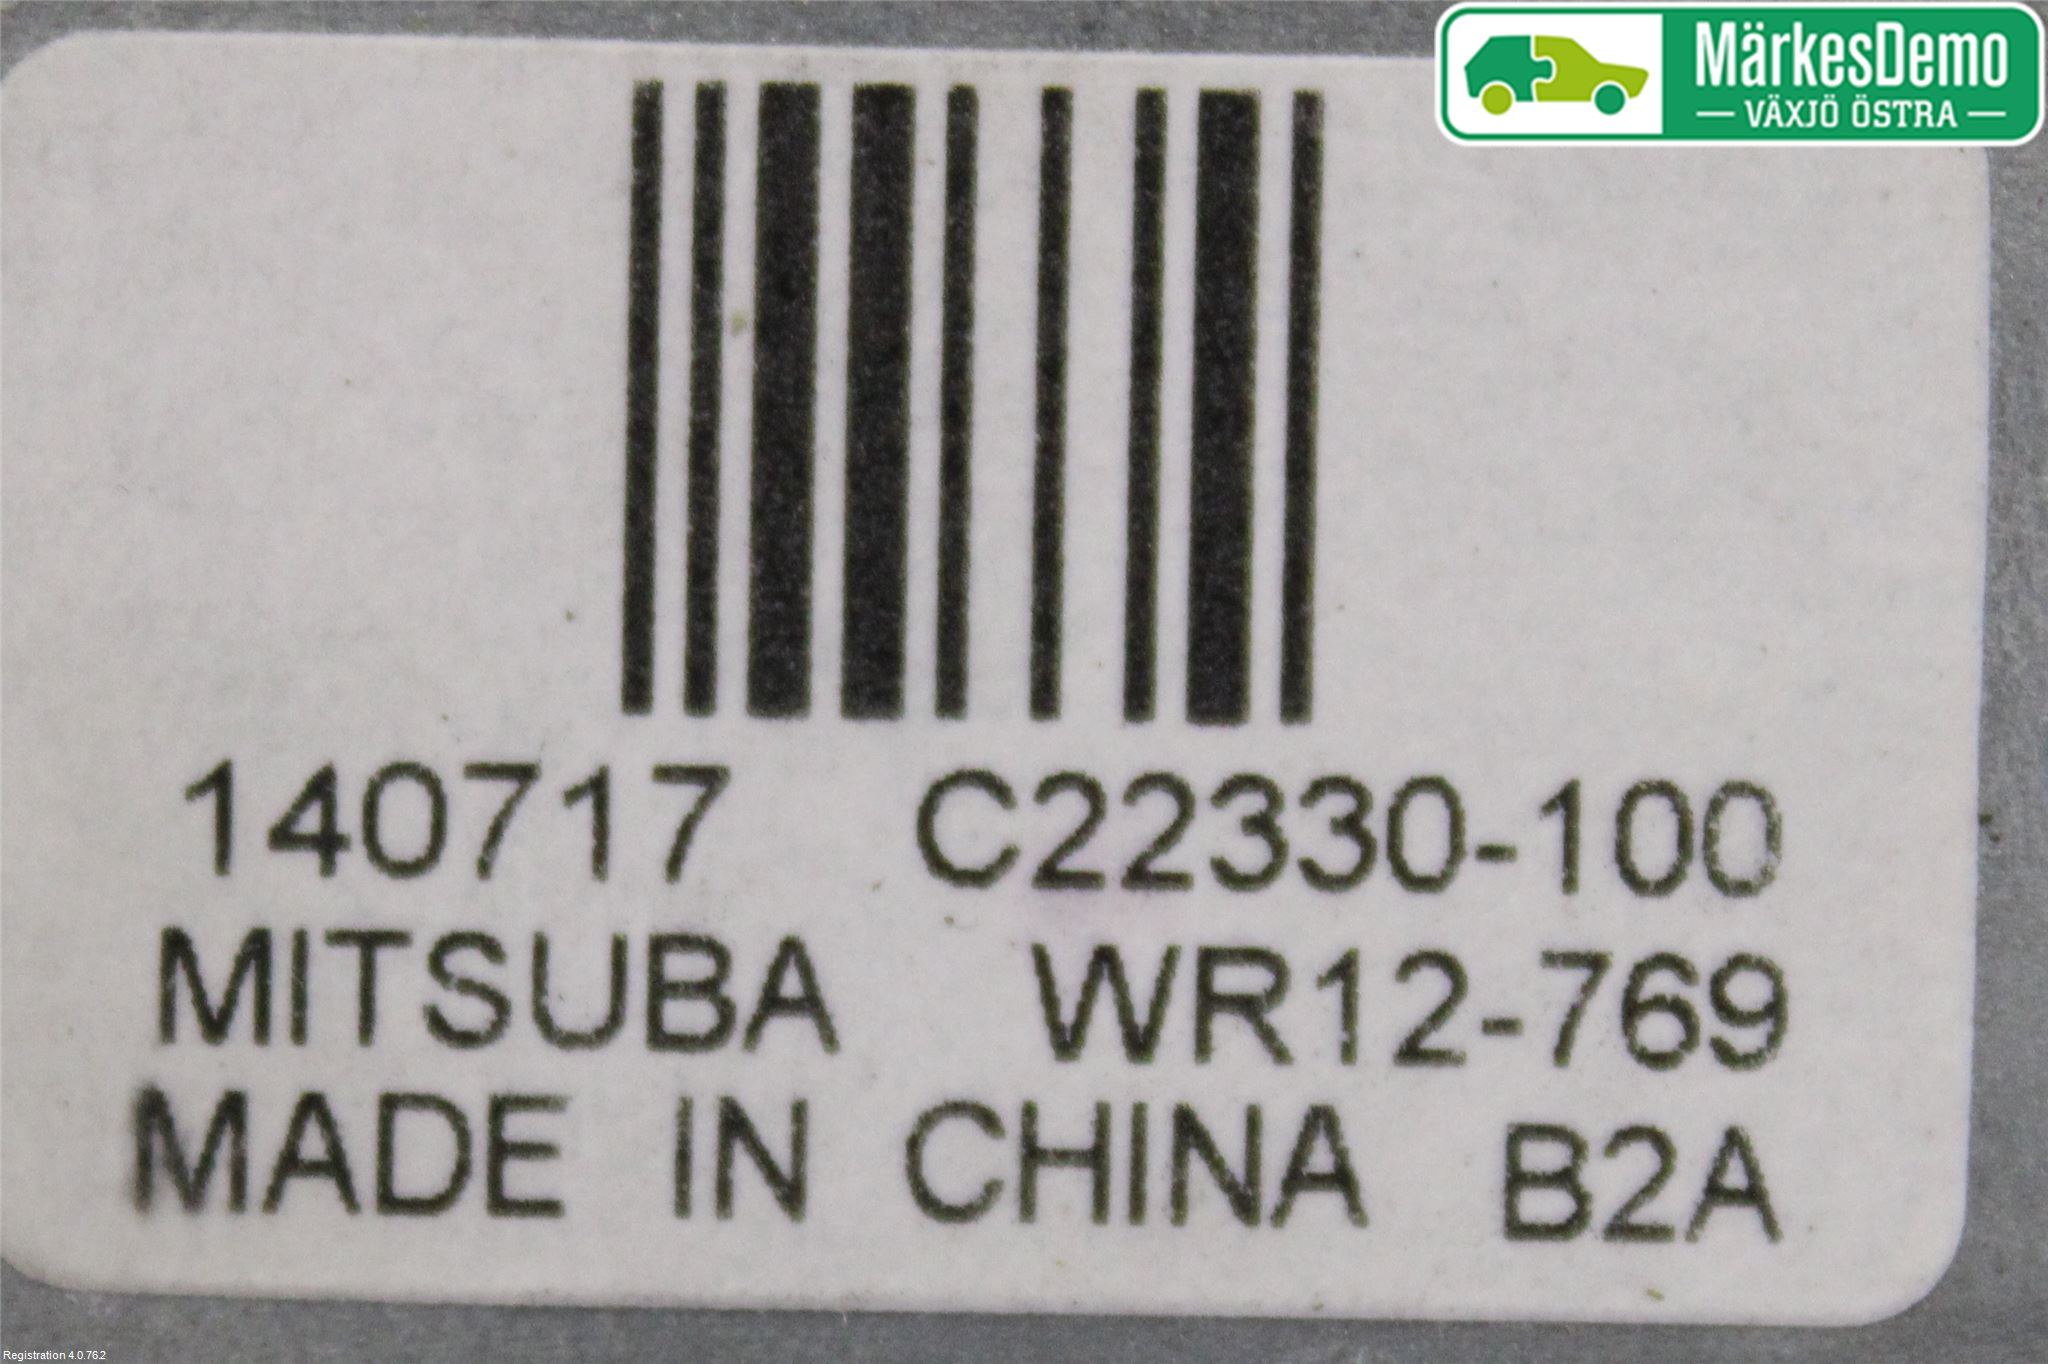 MärkesDemo
VÄXJÖ ÖSTRA
140717 C22330-100
MITSUBA WR12-769
MADE IN CHINA B2A
Registration 4.0.762